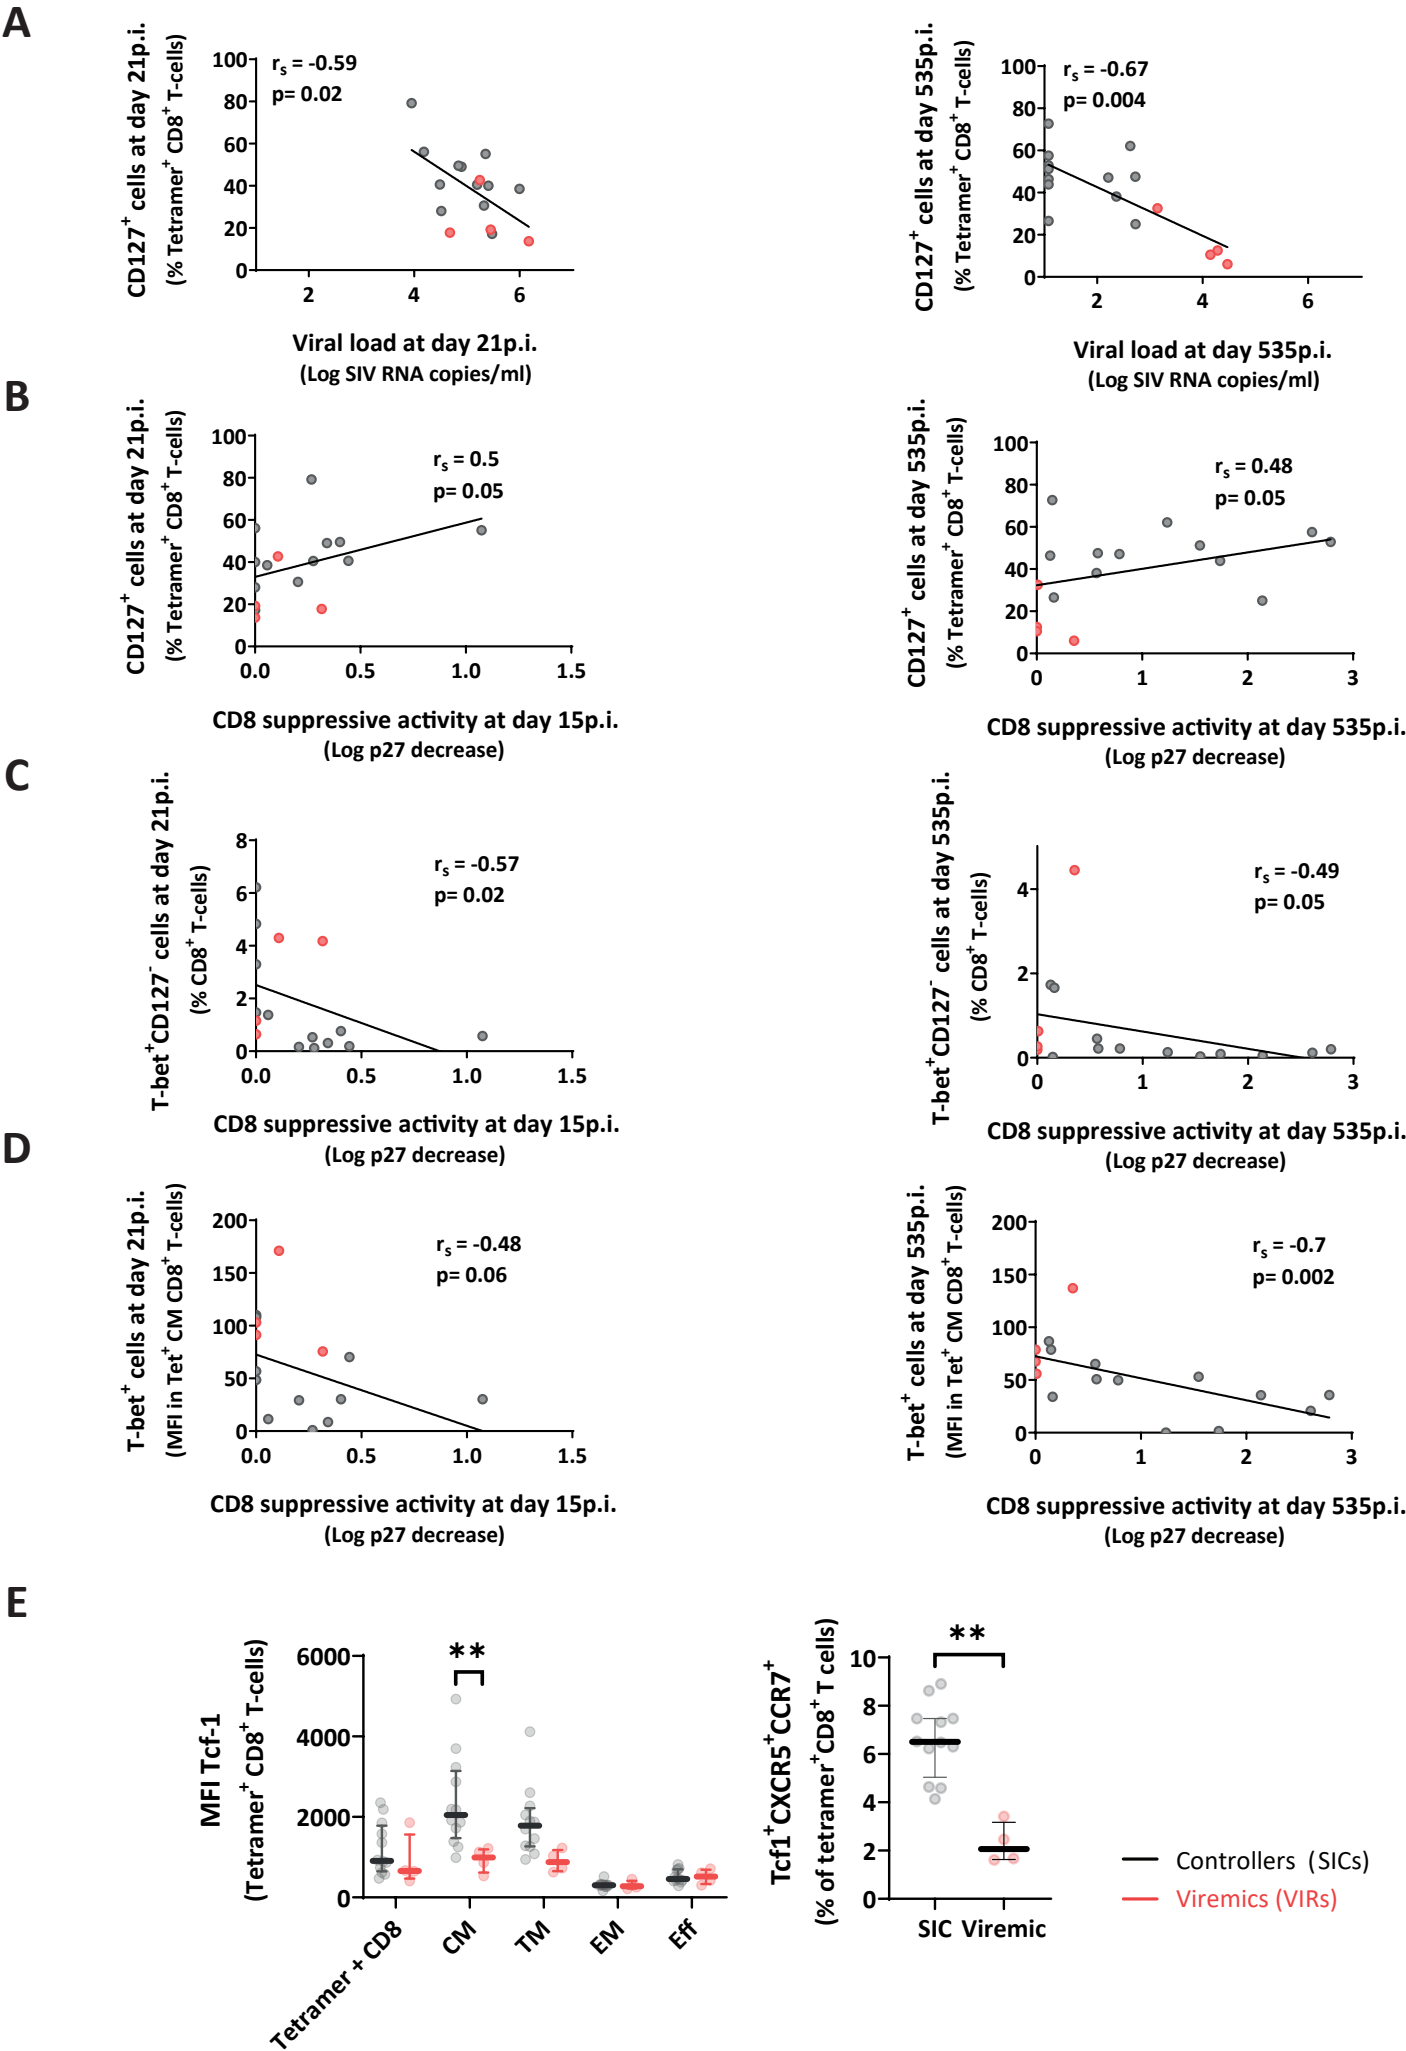 A
CD127+ cells at day 21p.i.
(% Tetramer+ CD8+ T-cells)
100
80
60
40
20
0
rs = -0.59
p= 0.02
2
4
6
Viral load at day 21p.i.
(Log SIV RNA copies/ml)
CD127+ cells at day 535p.i.
(% Tetramer+ CD8+ T-cells)
100
80
60
40
20
0
rs = -0.67
p= 0.004
2
4
6
Viral load at day 535p.i.
(Log SIV RNA copies/ml)
B
CD127+ cells at day 21p.i.
(% Tetramer+ CD8+ T-cells)
100
80
60
40
20
0
rs = 0.5
p= 0.05
0.0
0.5
1.0
1.5
CD8 suppressive activity at day 15p.i.
(Log p27 decrease)
CD127+ cells at day 535p.i.
(% Tetramer+ CD8+ T-cells)
100
80
60
40
20
0
rs = 0.48
p= 0.05
0
1
2
3
CD8 suppressive activity at day 535p.i.
(Log p27 decrease)
C
T-bet+CD127- cells at day 21p.i.
(% CD8+ T-cells)
8
6
4
2
0
rs = -0.57
p= 0.02
0.0
0.5
1.0
1.5
CD8 suppressive activity at day 15p.i.
(Log p27 decrease)
T-bet+CD127- cells at day 535p.i.
(% CD8+ T-cells)
4
2
0
rs = -0.49
p= 0.05
0
1
2
3
CD8 suppressive activity at day 535p.i.
(Log p27 decrease)
D
T-bet+ cells at day 21p.i.
(MFI in Tet+ CM CD8+ T-cells)
200
150
100
50
0
rs = -0.48
p= 0.06
0.0
0.5
1.0
1.5
CD8 suppressive activity at day 15p.i.
(Log p27 decrease)
T-bet+ cells at day 535p.i.
(MFI in Tet+ CM CD8+ T-cells)
200
150
100
50
0
rs = -0.7
p= 0.002
0
1
2
3
CD8 suppressive activity at day 535p.i.
(Log p27 decrease)
E
MFI Tcf-1
(Tetramer+ CD8+ T-cells)
6000
4000
2000
0
**
Tetramer + CD8
CM
TM
EM
Eff
Tcf1+CXCR5+CCR7+
(% of tetramer+CD8+ T cells)
10
8
6
4
2
0
**
SIC
Viremic
Controllers (SICs)
Viremics (VIRs)